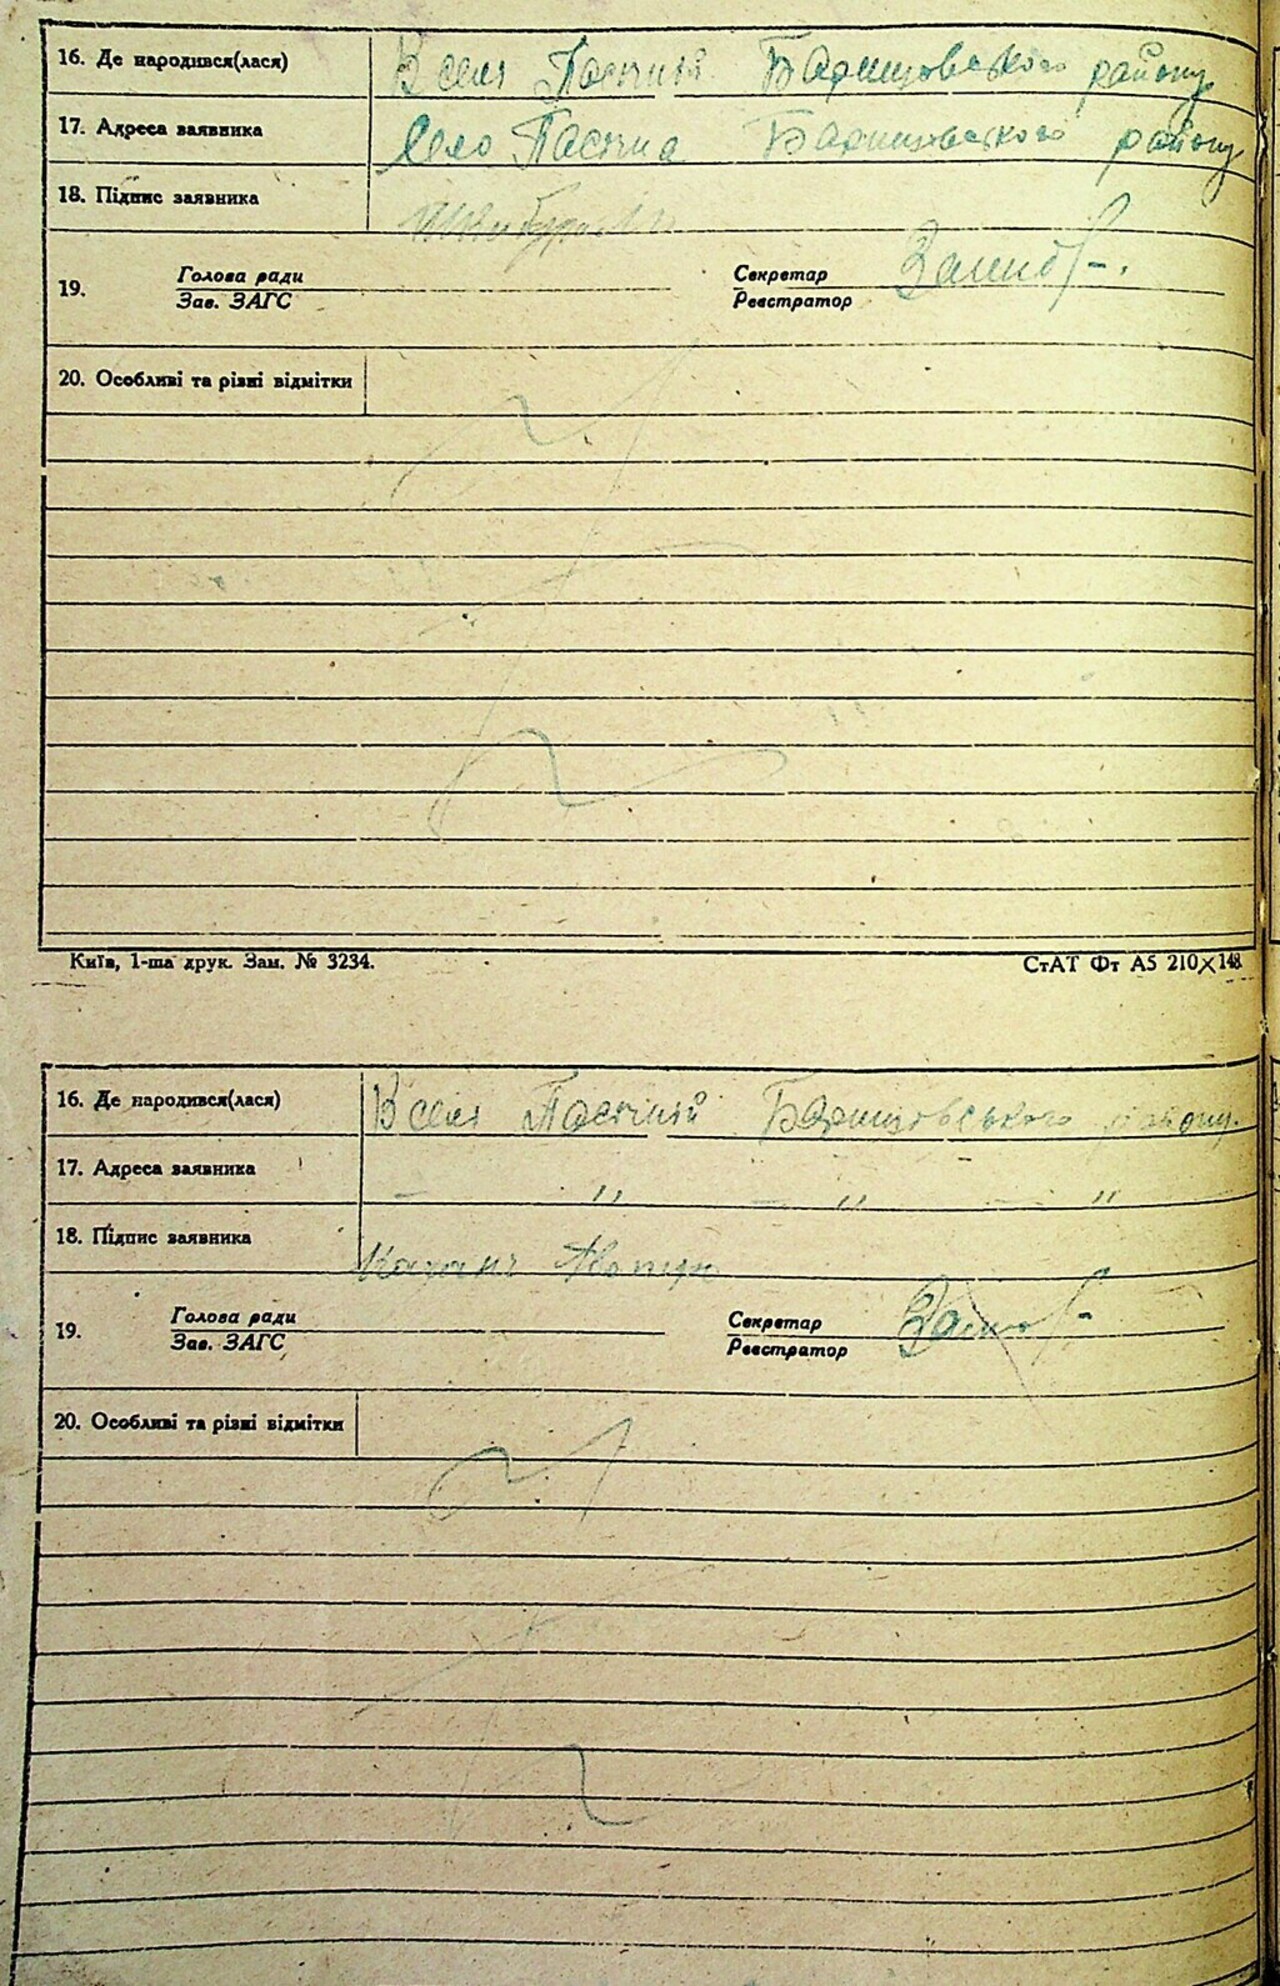 16. Де народився(лася) В селі Пасічній Баришовського району
17. Адреса заявника Село Пасічна Баришовського району
18. Підпис заявника
19. Голова ради Секретар
Зав. ЗАГС Реєстратор
20. Особливі та різні відмітки
Київ, 1-ша друк. Зам. № 3234. СтАТ Фт А5 210×148
16. Де народився(лася) В селі Пасічній Баришовського району.
17. Адреса заявника — „ — „ — „
18. Підпис заявника
19. Голова ради Секретар
Зав. ЗАГС Реєстратор
20. Особливі та різні відмітки